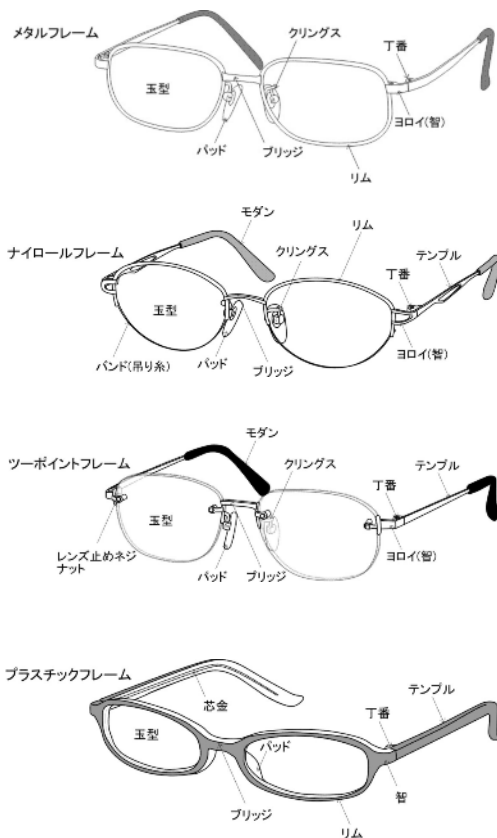 メタルフレーム
クリングス
丁番
玉型
ヨロイ(智)
パッド
ブリッジ
リム
モダン
リム
ナイロールフレーム
クリングス
テンプル
丁番
玉型
バンド(吊り糸)
パッド
ブリッジ
ヨロイ(智)
モダン
ツーポイントフレーム
クリングス
テンプル
丁番
玉型
レンズ止めネジ
ナット
パッド
ブリッジ
ヨロイ(智)
プラスチックフレーム
芯金
テンプル
丁番
玉型
パッド
智
ブリッジ
リム